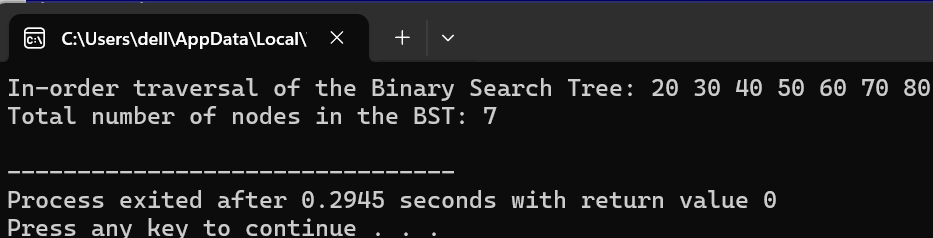 C:\Users\dell\AppData\Local\
In-order traversal of the Binary Search Tree: 20 30 40 50 60 70 80
Total number of nodes in the BST: 7
--------------------------------
Process exited after 0.2945 seconds with return value 0
Press any key to continue . . .